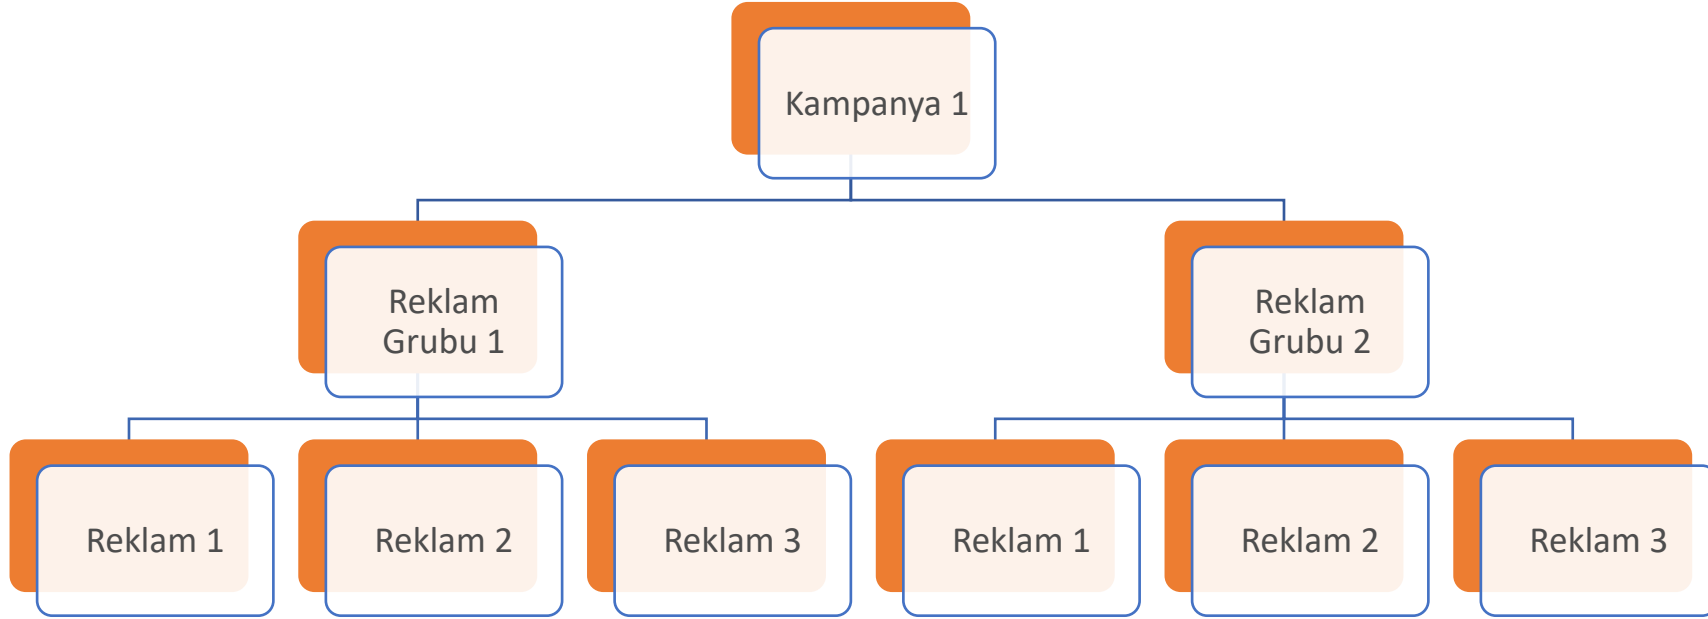 Kampanya 1
Reklam
Grubu 1
Reklam
Grubu 2
Reklam 1
Reklam 2
Reklam 3
Reklam 1
Reklam 2
Reklam 3